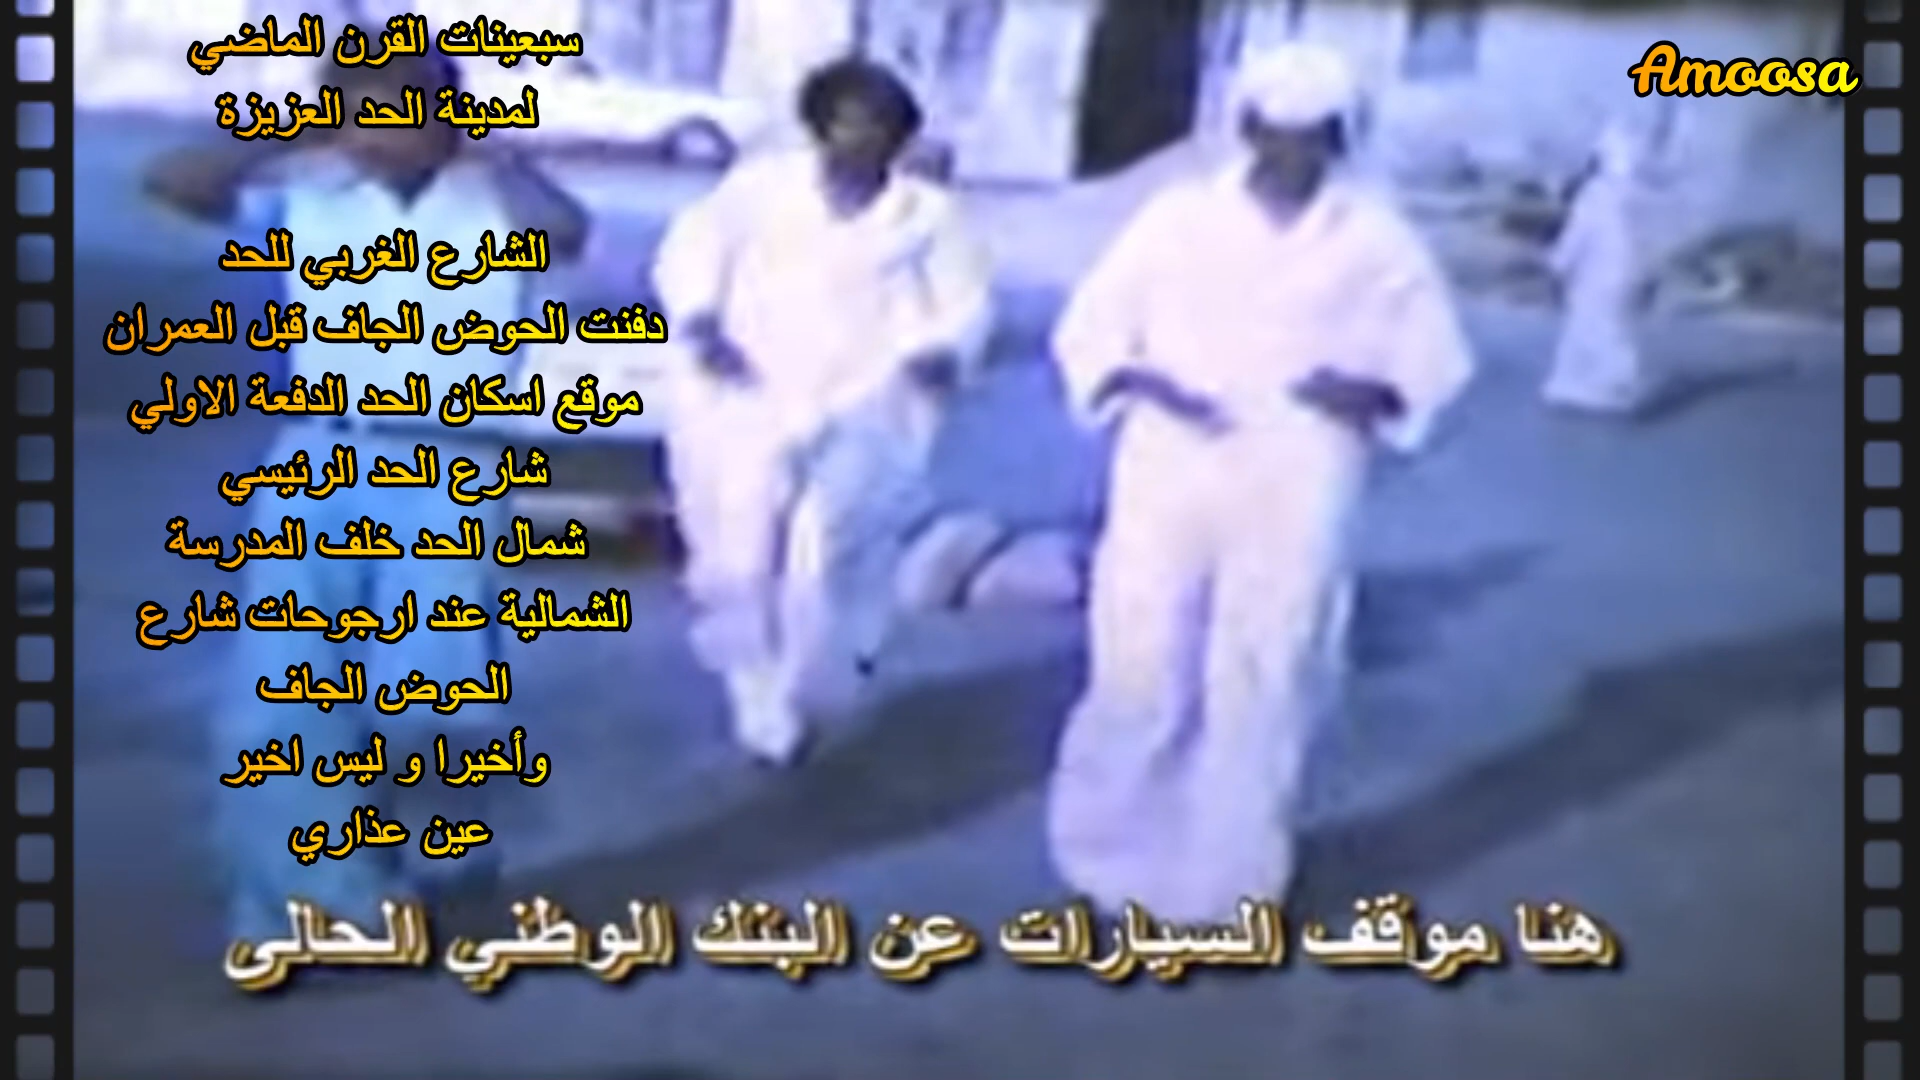 سبعينات القرن الماضي
لمدينة الحد العزيزة
Amoosa
الشارع الغربي للحد
دفنت الحوض الجاف قبل العمران
موقع اسكان الحد الدفعة الاولي
شارع الحد الرئيسي
شمال الحد خلف المدرسة
الشمالية عند ارجوحات شارع
الحوض الجاف
وأخيرا و ليس اخير
عين عذاري
هنا موقف السيارات عن البنك الوطني الحالى